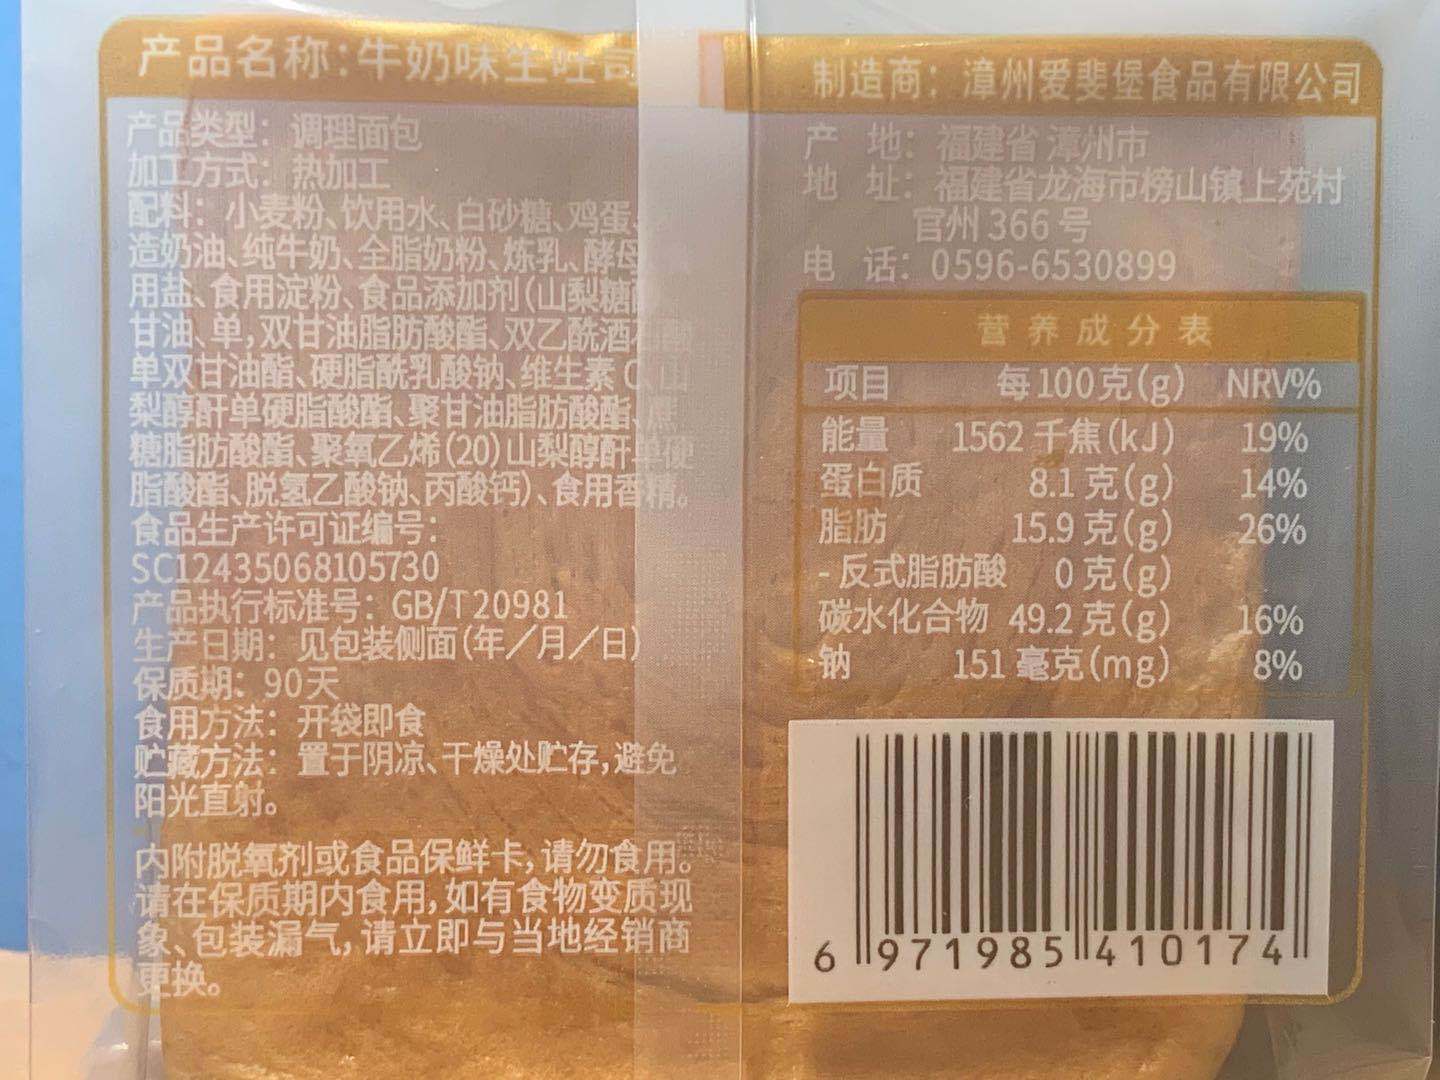 产品名称：牛奶味生吐司
产品类型：调理面包
加工方式：热加工
配料：小麦粉、饮用水、白砂糖、鸡蛋、
造奶油、纯牛奶、全脂奶粉、炼乳、酵母
用盐、食用淀粉、食品添加剂(山梨糖
甘油、单，双甘油脂肪酸酯、双乙酰酒
单双甘油酯、硬脂酰乳酸钠、维生素C、山
梨醇酐单硬脂酸酯、聚甘油脂肪酸酯、蔗
糖脂肪酸酯、聚氧乙烯(20)山梨醇酐单硬
脂酸酯、脱氢乙酸钠、丙酸钙)、食用香精。
食品生产许可证编号：
SC12435068105730
产品执行标准号：GB/T20981
生产日期：见包装侧面(年／月／日)
保质期：90天
食用方法：开袋即食
贮藏方法：置于阴凉、干燥处贮存，避免
阳光直射。
内附脱氧剂或食品保鲜卡，请勿食用。
请在保质期内食用，如有食物变质现
象、包装漏气，请立即与当地经销商
更换。
制造商：漳州爱斐堡食品有限公司
产 地：福建省漳州市
地 址：福建省龙海市榜山镇上苑村
官州366号
电 话：0596-6530899
营养成分表
项目 每100克(g) NRV%
能量 1562千焦(kJ) 19%
蛋白质 8.1克(g) 14%
脂肪 15.9克(g) 26%
-反式脂肪酸 0克(g)
碳水化合物 49.2克(g) 16%
钠 151毫克(mg) 8%
6 971985 410174